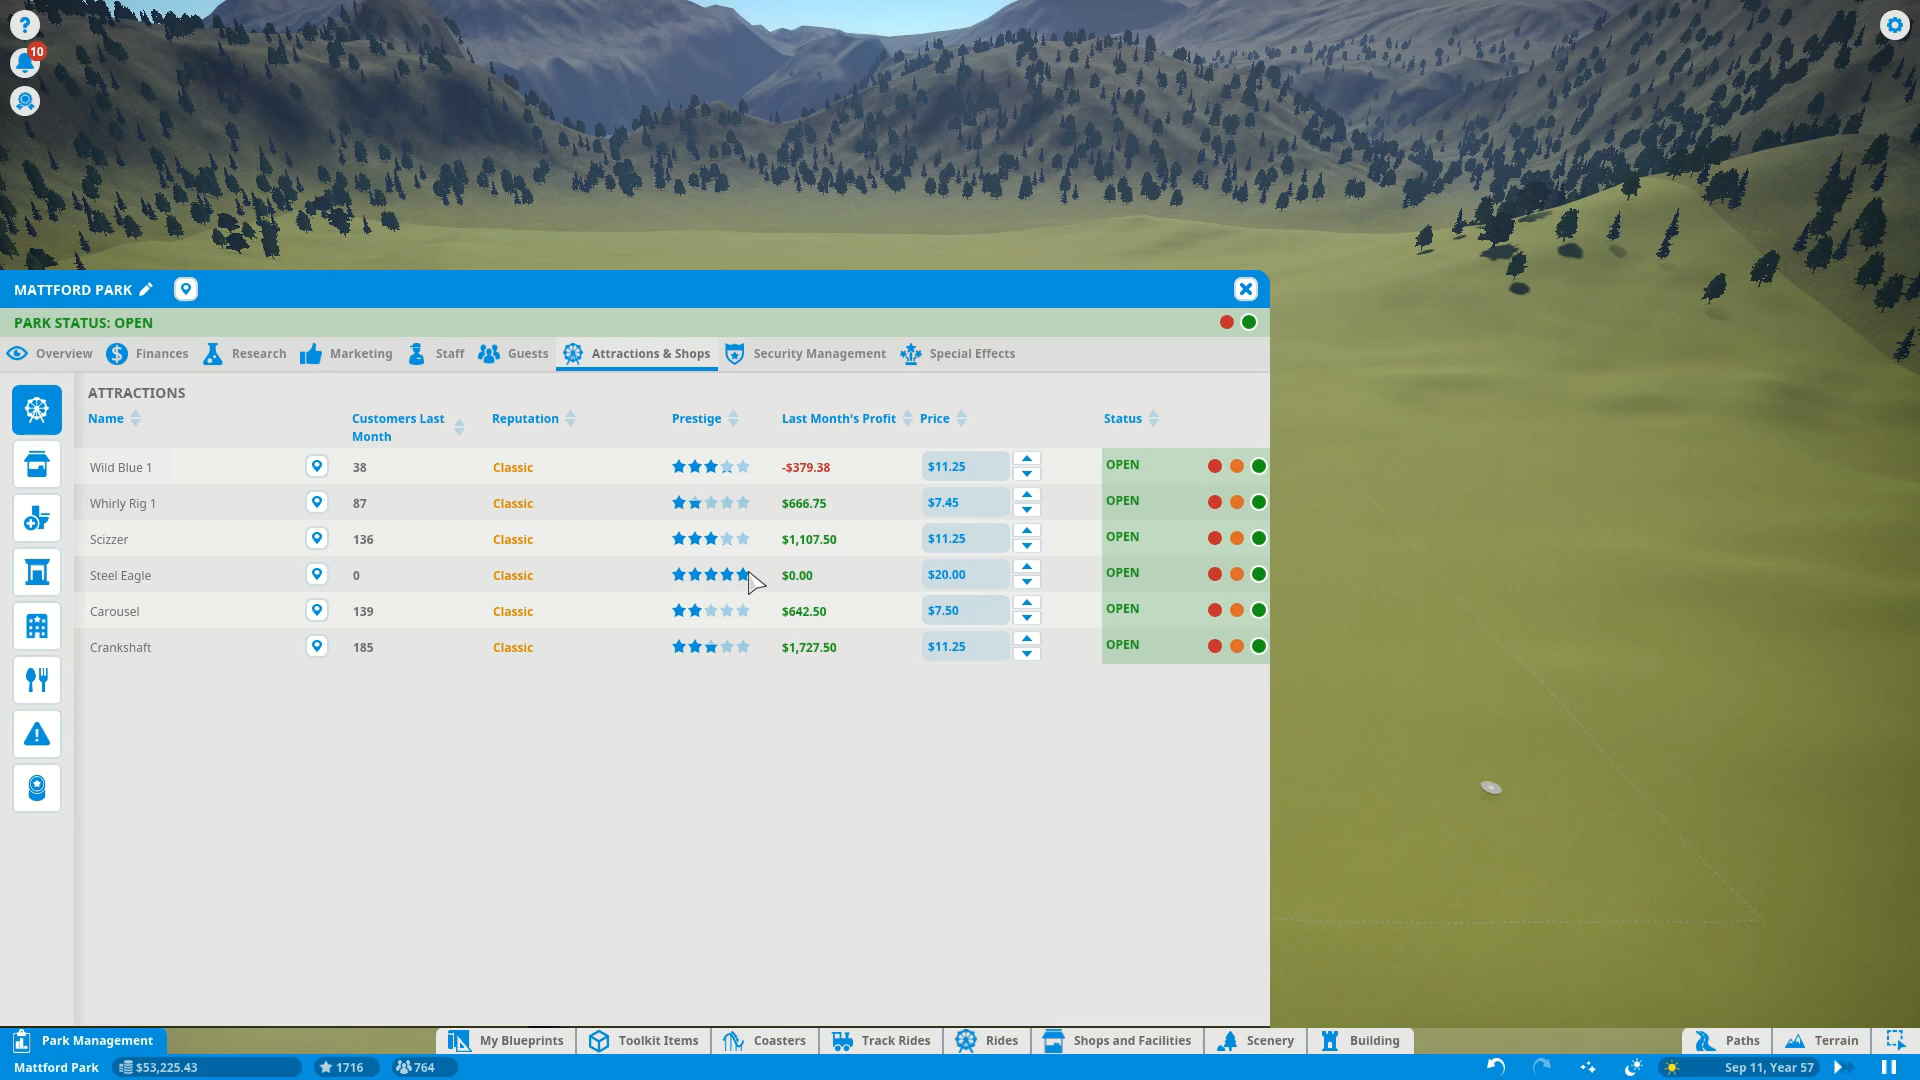 ?
10
MATTFORD PARK
PARK STATUS: OPEN
Overview Finances Research Marketing Staff Guests Attractions & Shops Security Management Special Effects
ATTRACTIONS
Name Customers Last Month Reputation Prestige Last Month's Profit Price Status
Wild Blue 1 38 Classic -$379.38 $11.25 OPEN
Whirly Rig 1 87 Classic $666.75 $7.45 OPEN
Scizzer 136 Classic $1,107.50 $11.25 OPEN
Steel Eagle 0 Classic $0.00 $20.00 OPEN
Carousel 139 Classic $642.50 $7.50 OPEN
Crankshaft 185 Classic $1,727.50 $11.25 OPEN
Park Management My Blueprints Toolkit Items Coasters Track Rides Rides Shops and Facilities Scenery Building Paths Terrain
Mattford Park $53,225.43 1716 764 Sep 11, Year 57